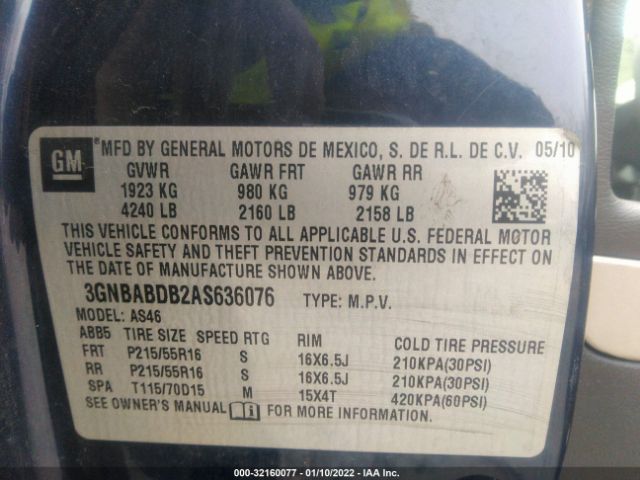 GM
MFD BY GENERAL MOTORS DE MEXICO, S. DE R.L. DE C.V. 05/10
GVWR GAWR FRT GAWR RR
1923 KG 980 KG 979 KG
4240 LB 2160 LB 2158 LB
THIS VEHICLE CONFORMS TO ALL APPLICABLE U.S. FEDERAL MOTOR
VEHICLE SAFETY AND THEFT PREVENTION STANDARDS IN EFFECT ON
THE DATE OF MANUFACTURE SHOWN ABOVE.
3GNBABDB2AS636076 TYPE: M.P.V.
MODEL: AS46
ABB5 TIRE SIZE SPEED RTG RIM COLD TIRE PRESSURE
FRT P215/55R16 S 16X6.5J 210KPA(30PSI)
RR P215/55R16 S 16X6.5J 210KPA(30PSI)
SPA T115/70D15 M 15X4T 420KPA(60PSI)
SEE OWNER'S MANUAL i FOR MORE INFORMATION.
000-32160077 - 01/10/2022 - IAA Inc.